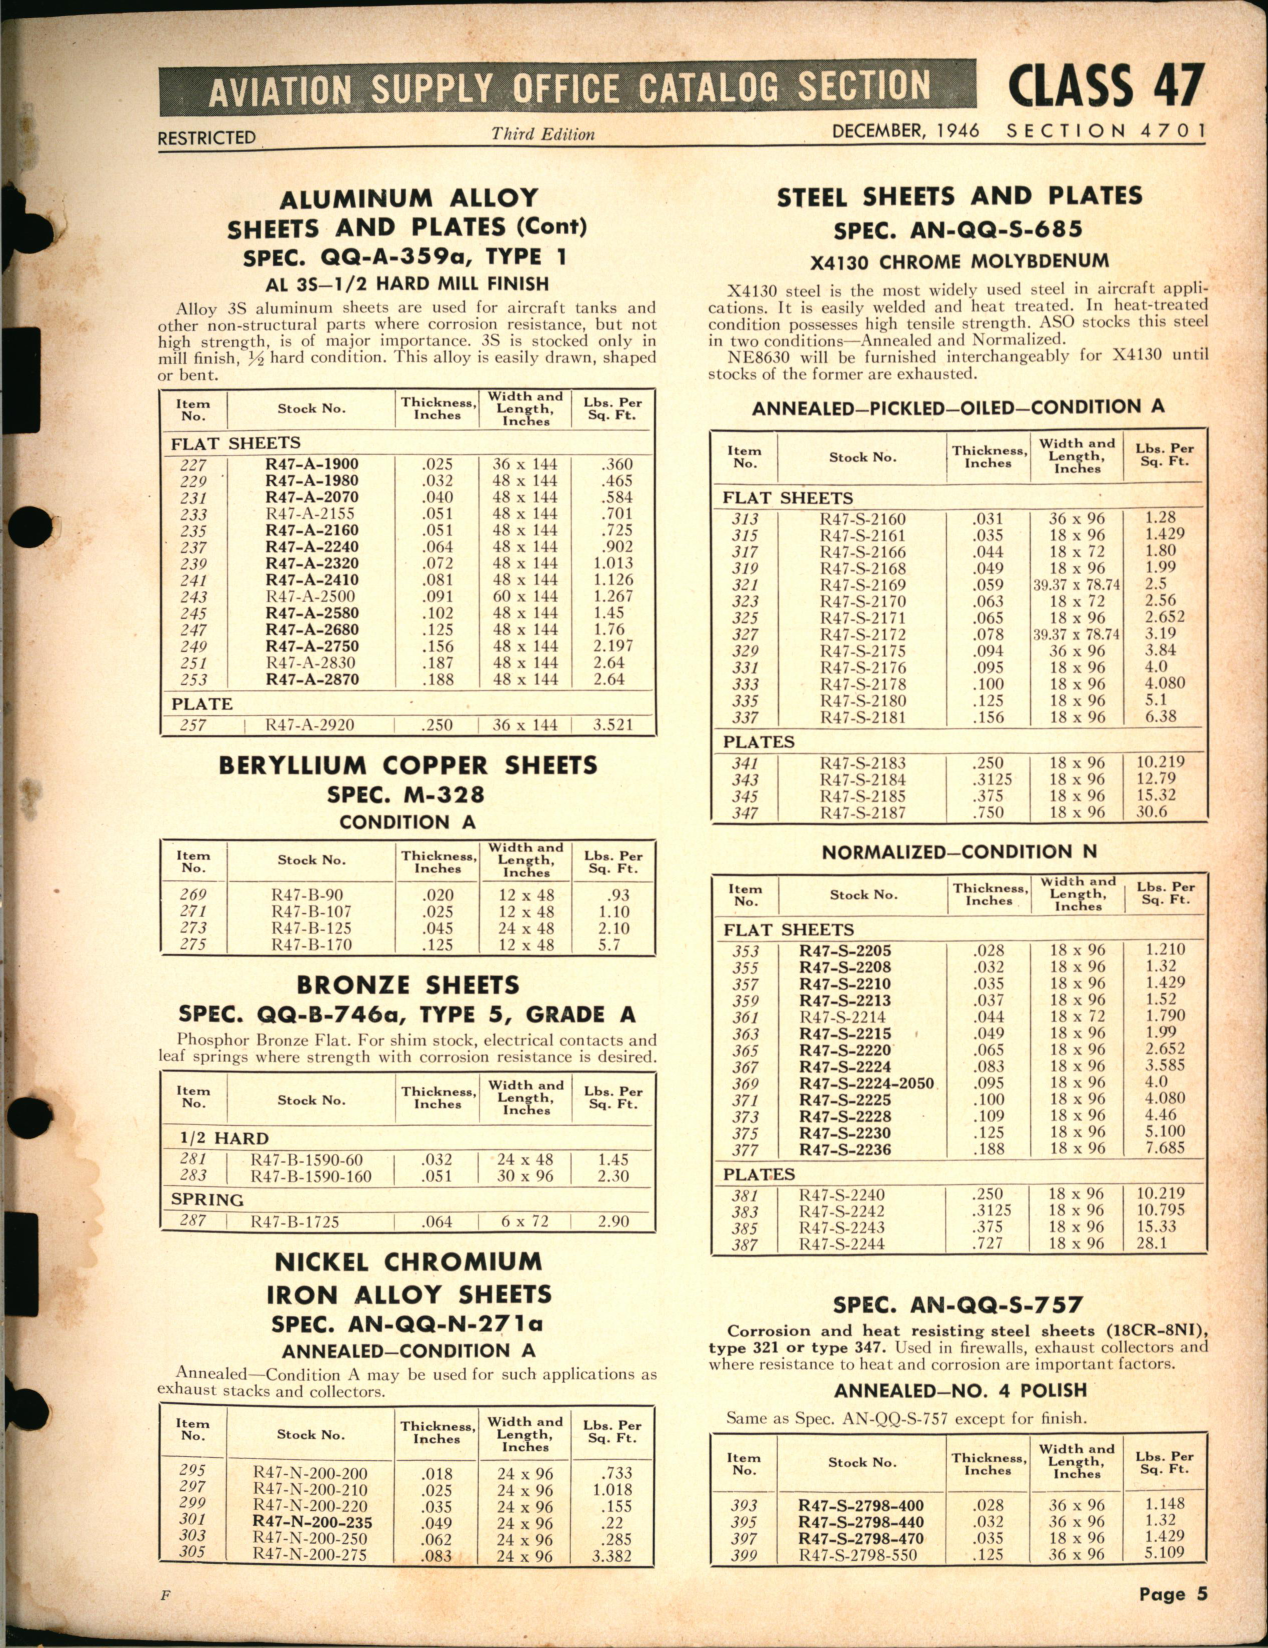 AVIATION SUPPLY OFFICE CATALOG SECTION CLASS 47
RESTRICTED Third Edition DECEMBER, 1946 SECTION 4701
ALUMINUM ALLOY
SHEETS AND PLATES (Cont)
SPEC. QQ-A-359a, TYPE 1
AL 3S—1/2 HARD MILL FINISH
Alloy 3S aluminum sheets are used for aircraft tanks and
other non-structural parts where corrosion resistance, but not
high strength, is of major importance. 3S is stocked only in
mill finish, ½ hard condition. This alloy is easily drawn, shaped
or bent.
Item No. Stock No. Thickness, Inches Width and Length, Inches Lbs. Per Sq. Ft.
FLAT SHEETS
227 R47-A-1900 .025 36 x 144 .360
229 R47-A-1980 .032 48 x 144 .465
231 R47-A-2070 .040 48 x 144 .584
233 R47-A-2155 .051 48 x 144 .701
235 R47-A-2160 .051 48 x 144 .725
237 R47-A-2240 .064 48 x 144 .902
239 R47-A-2320 .072 48 x 144 1.013
241 R47-A-2410 .081 48 x 144 1.126
243 R47-A-2500 .091 60 x 144 1.267
245 R47-A-2580 .102 48 x 144 1.45
247 R47-A-2680 .125 48 x 144 1.76
249 R47-A-2750 .156 48 x 144 2.197
251 R47-A-2830 .187 48 x 144 2.64
253 R47-A-2870 .188 48 x 144 2.64
PLATE
257 R47-A-2920 .250 36 x 144 3.521
BERYLLIUM COPPER SHEETS
SPEC. M-328
CONDITION A
Item No. Stock No. Thickness, Inches Width and Length, Inches Lbs. Per Sq. Ft.
269 R47-B-90 .020 12 x 48 .93
271 R47-B-107 .025 12 x 48 1.10
273 R47-B-125 .045 24 x 48 2.10
275 R47-B-170 .125 12 x 48 5.7
BRONZE SHEETS
SPEC. QQ-B-746a, TYPE 5, GRADE A
Phosphor Bronze Flat. For shim stock, electrical contacts and
leaf springs where strength with corrosion resistance is desired.
Item No. Stock No. Thickness, Inches Width and Length, Inches Lbs. Per Sq. Ft.
1/2 HARD
281 R47-B-1590-60 .032 24 x 48 1.45
283 R47-B-1590-160 .051 30 x 96 2.30
SPRING
287 R47-B-1725 .064 6 x 72 2.90
NICKEL CHROMIUM
IRON ALLOY SHEETS
SPEC. AN-QQ-N-271a
ANNEALED—CONDITION A
Annealed—Condition A may be used for such applications as
exhaust stacks and collectors.
Item No. Stock No. Thickness, Inches Width and Length, Inches Lbs. Per Sq. Ft.
295 R47-N-200-200 .018 24 x 96 .733
297 R47-N-200-210 .025 24 x 96 1.018
299 R47-N-200-220 .035 24 x 96 .155
301 R47-N-200-235 .049 24 x 96 .22
303 R47-N-200-250 .062 24 x 96 .285
305 R47-N-200-275 .083 24 x 96 3.382
STEEL SHEETS AND PLATES
SPEC. AN-QQ-S-685
X4130 CHROME MOLYBDENUM
X4130 steel is the most widely used steel in aircraft appli-
cations. It is easily welded and heat treated. In heat-treated
condition possesses high tensile strength. ASO stocks this steel
in two conditions—Annealed and Normalized.
NE8630 will be furnished interchangeably for X4130 until
stocks of the former are exhausted.
ANNEALED—PICKLED—OILED—CONDITION A
Item No. Stock No. Thickness, Inches Width and Length, Inches Lbs. Per Sq. Ft.
FLAT SHEETS
313 R47-S-2160 .031 36 x 96 1.28
315 R47-S-2161 .035 18 x 96 1.429
317 R47-S-2166 .044 18 x 72 1.80
319 R47-S-2168 .049 18 x 96 1.99
321 R47-S-2169 .059 39.37 x 78.74 2.5
323 R47-S-2170 .063 18 x 72 2.56
325 R47-S-2171 .065 18 x 96 2.652
327 R47-S-2172 .078 39.37 x 78.74 3.19
329 R47-S-2175 .094 36 x 96 3.84
331 R47-S-2176 .095 18 x 96 4.0
333 R47-S-2178 .100 18 x 96 4.080
335 R47-S-2180 .125 18 x 96 5.1
337 R47-S-2181 .156 18 x 96 6.38
PLATES
341 R47-S-2183 .250 18 x 96 10.219
343 R47-S-2184 .3125 18 x 96 12.79
345 R47-S-2185 .375 18 x 96 15.32
347 R47-S-2187 .750 18 x 96 30.6
NORMALIZED—CONDITION N
Item No. Stock No. Thickness, Inches Width and Length, Inches Lbs. Per Sq. Ft.
FLAT SHEETS
353 R47-S-2205 .028 18 x 96 1.210
355 R47-S-2208 .032 18 x 96 1.32
357 R47-S-2210 .035 18 x 96 1.429
359 R47-S-2213 .037 18 x 96 1.52
361 R47-S-2214 .044 18 x 72 1.790
363 R47-S-2215 .049 18 x 96 1.99
365 R47-S-2220 .065 18 x 96 2.652
367 R47-S-2224 .083 18 x 96 3.585
369 R47-S-2224-2050 .095 18 x 96 4.0
371 R47-S-2225 .100 18 x 96 4.080
373 R47-S-2228 .109 18 x 96 4.46
375 R47-S-2230 .125 18 x 96 5.100
377 R47-S-2236 .188 18 x 96 7.685
PLATES
381 R47-S-2240 .250 18 x 96 10.219
383 R47-S-2242 .3125 18 x 96 10.795
385 R47-S-2243 .375 18 x 96 15.33
387 R47-S-2244 .727 18 x 96 28.1
SPEC. AN-QQ-S-757
Corrosion and heat resisting steel sheets (18CR-8NI),
type 321 or type 347. Used in firewalls, exhaust collectors and
where resistance to heat and corrosion are important factors.
ANNEALED—NO. 4 POLISH
Same as Spec. AN-QQ-S-757 except for finish.
Item No. Stock No. Thickness, Inches Width and Length, Inches Lbs. Per Sq. Ft.
393 R47-S-2798-400 .028 36 x 96 1.148
395 R47-S-2798-440 .032 36 x 96 1.32
397 R47-S-2798-470 .035 18 x 96 1.429
399 R47-S-2798-550 .125 36 x 96 5.109
F Page 5